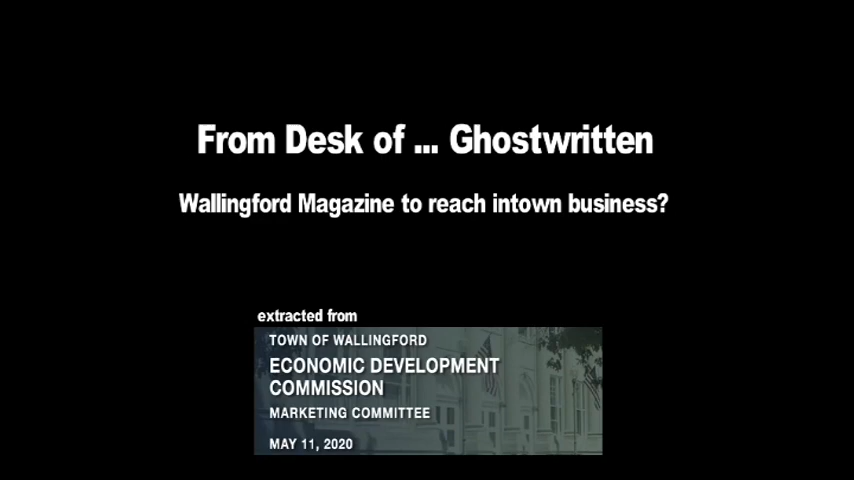 From Desk of ... Ghostwritten
Wallingford Magazine to reach intown business?
extracted from
TOWN OF WALLINGFORD
ECONOMIC DEVELOPMENT
COMMISSION
MARKETING COMMITTEE
MAY 11, 2020